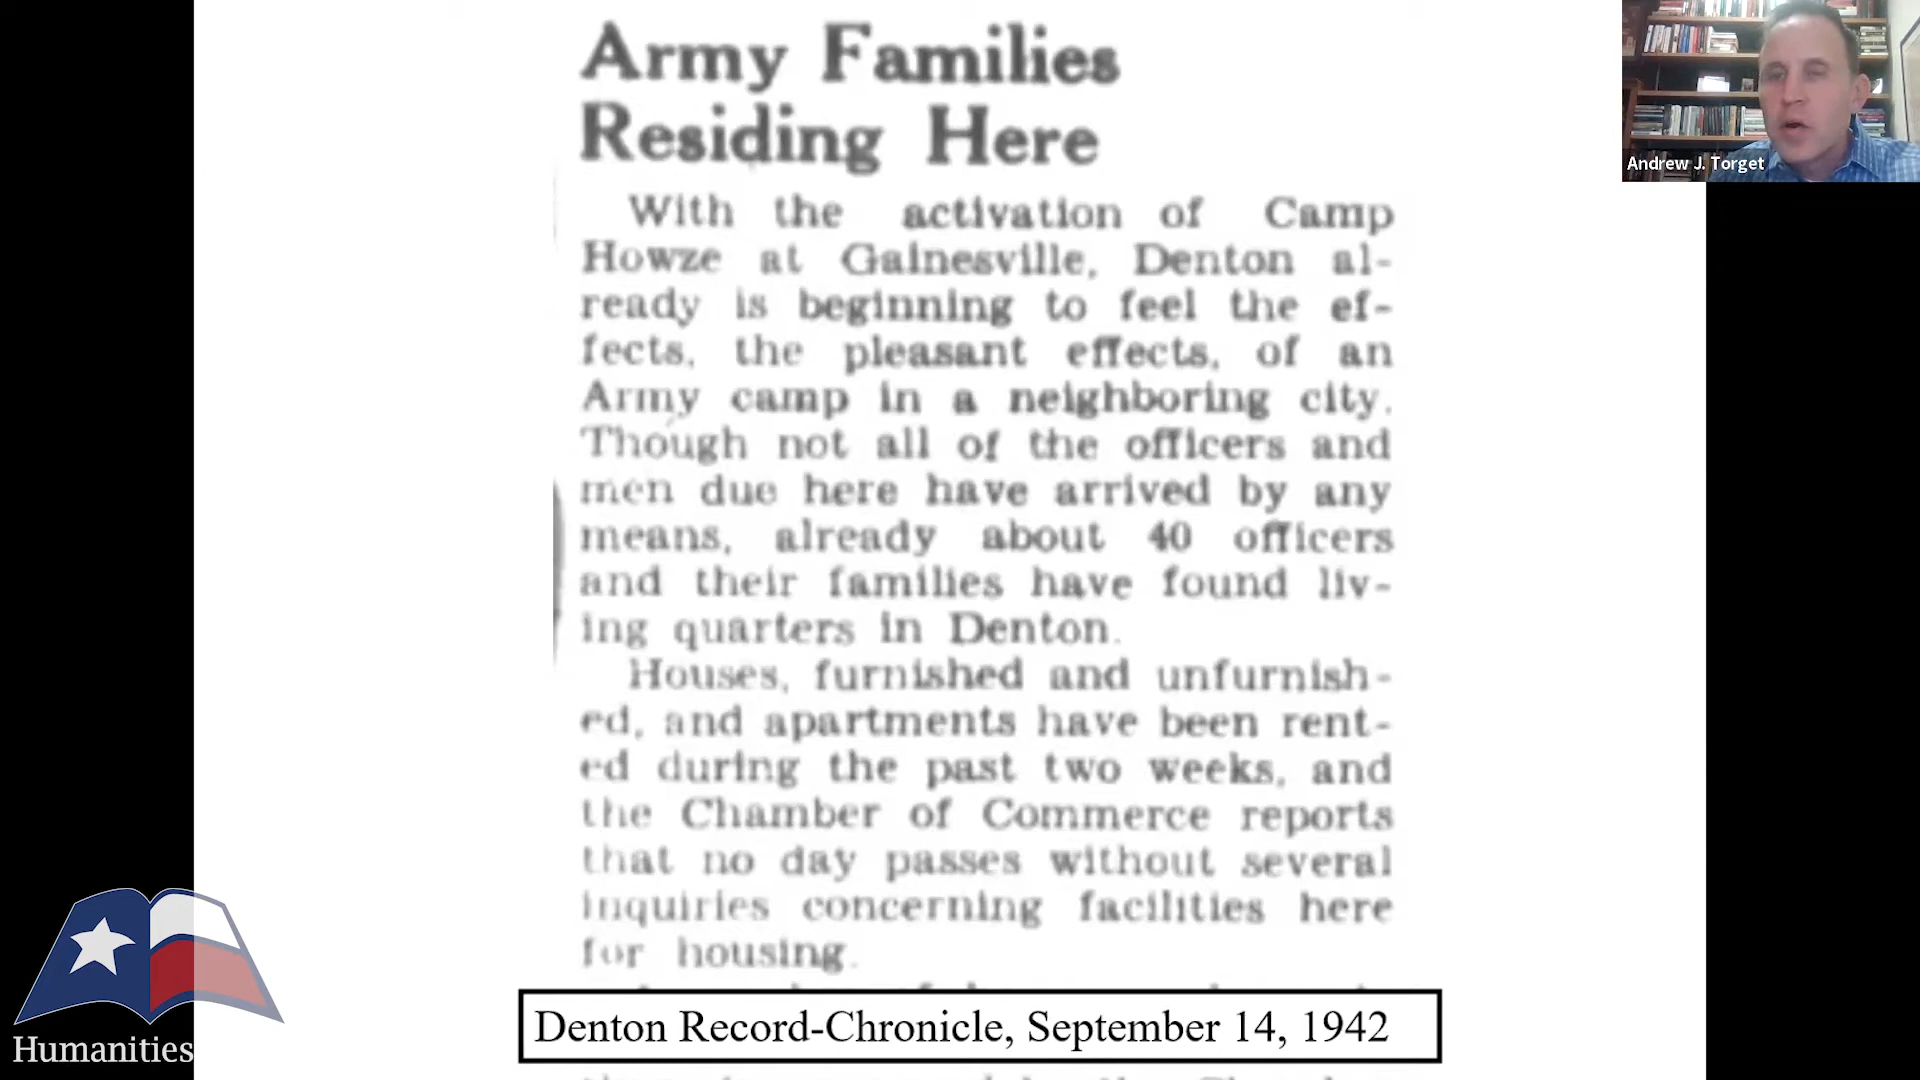 Army Families
Residing Here
With the activation of Camp
Howze at Gainesville, Denton al-
ready is beginning to feel the ef-
fects, the pleasant effects, of an
Army camp in a neighboring city.
Though not all of the officers and
men due here have arrived by any
means, already about 40 officers
and their families have found liv-
ing quarters in Denton.
Houses, furnished and unfurnish-
ed, and apartments have been rent-
ed during the past two weeks, and
the Chamber of Commerce reports
that no day passes without several
inquiries concerning facilities here
for housing.
Denton Record-Chronicle, September 14, 1942
Andrew J. Torget
Humanities